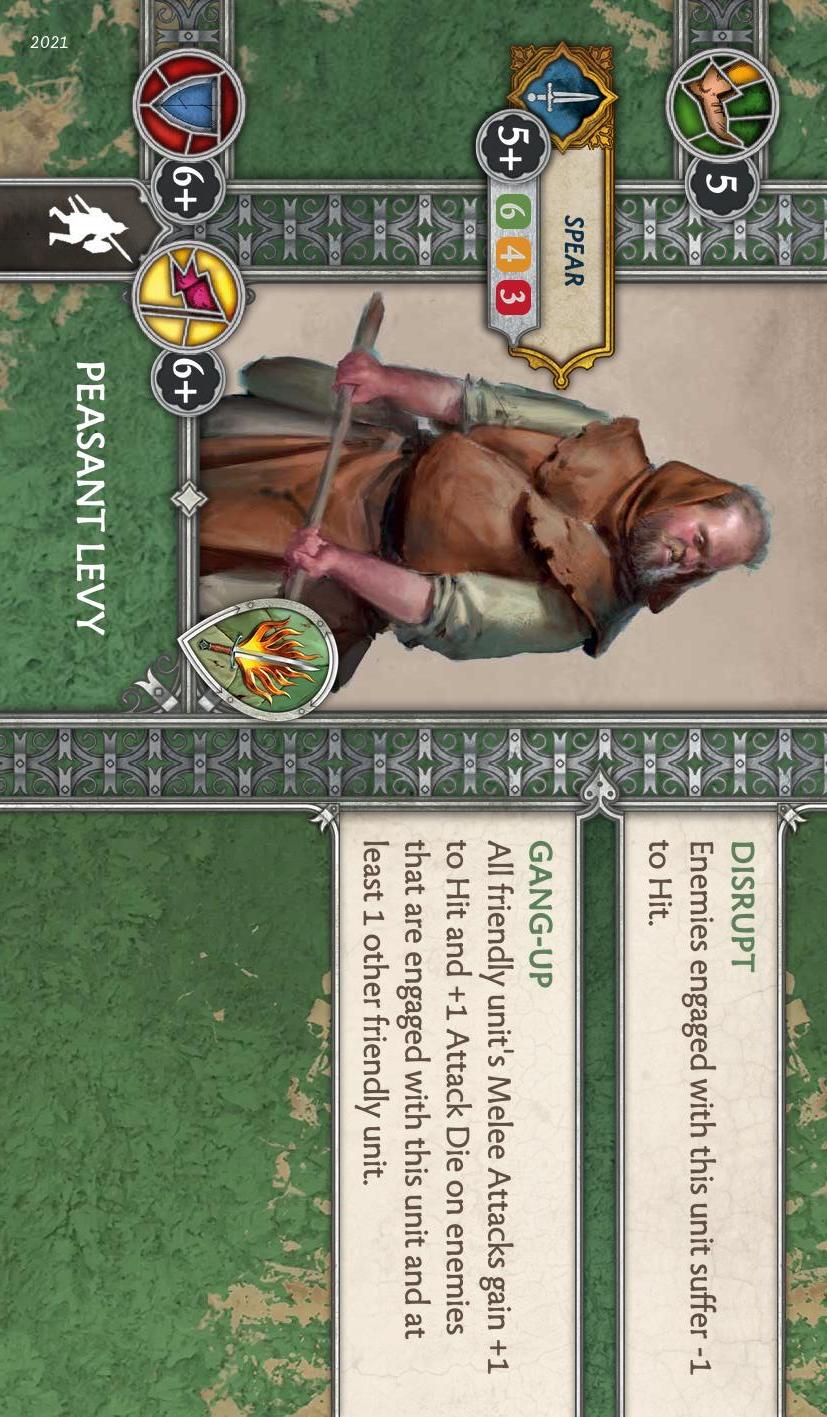 5
SPEAR
5+
6 4 3
6+
6+
PEASANT LEVY
DISRUPT
Enemies engaged with this unit suffer -1
to Hit.
GANG-UP
All friendly unit's Melee Attacks gain +1
to Hit and +1 Attack Die on enemies
that are engaged with this unit and at
least 1 other friendly unit.
2021